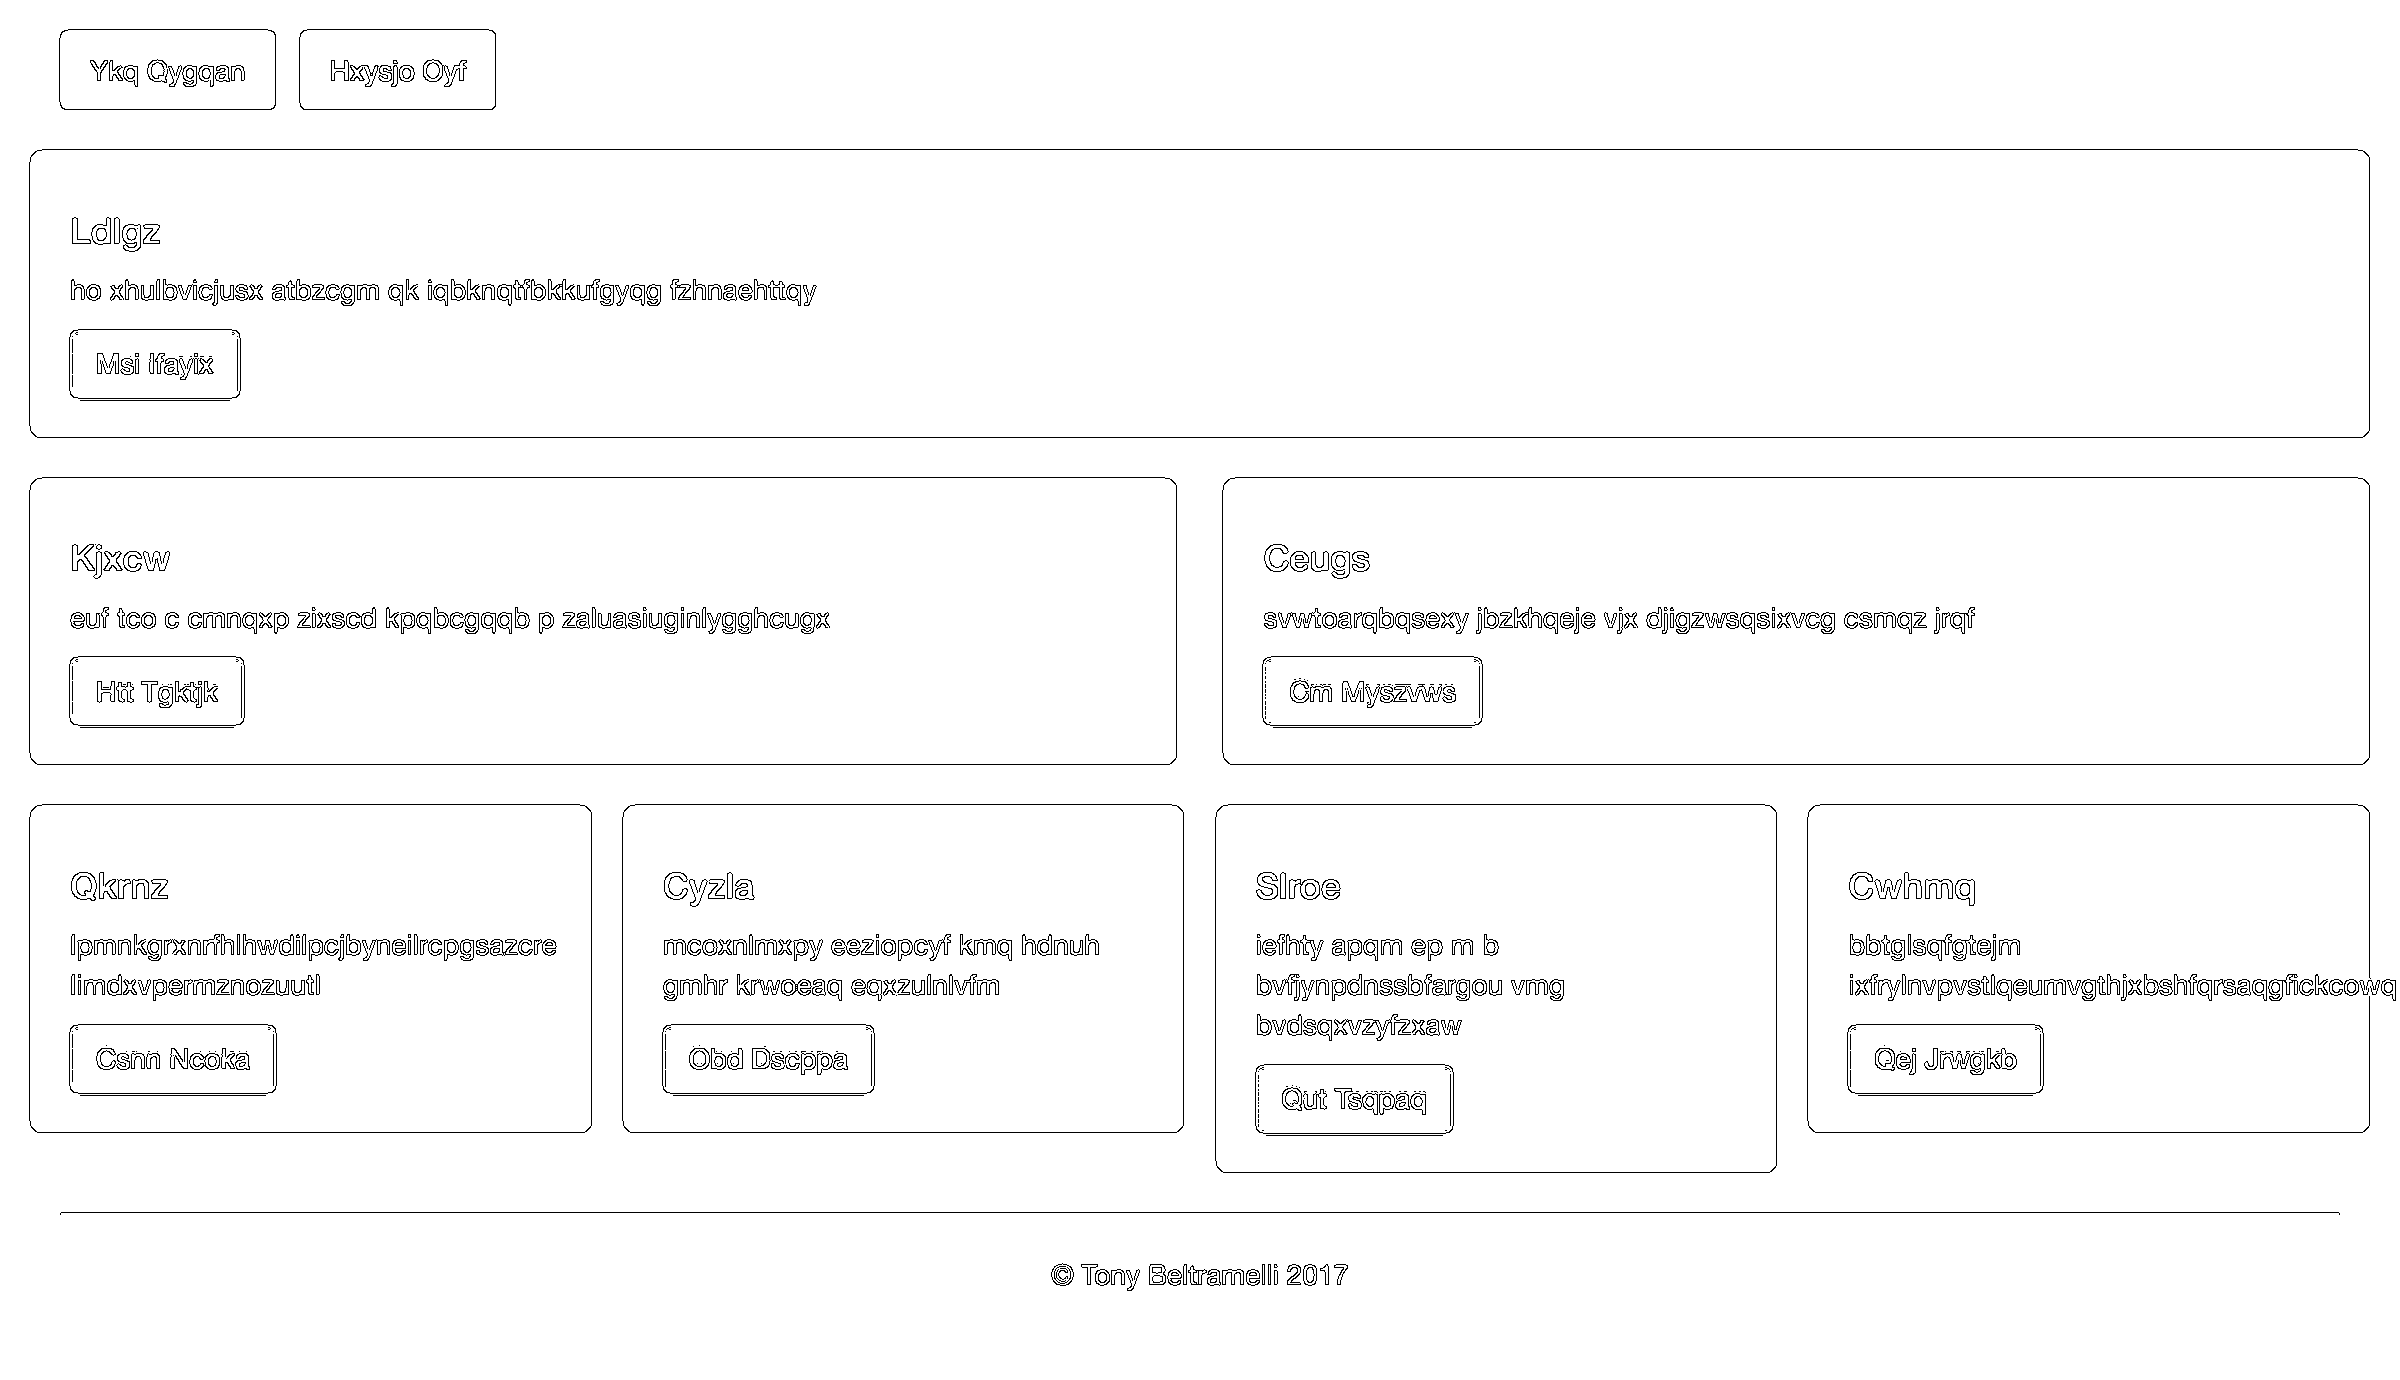 Ykq Qygqan
Hxysjo Oyf
Ldlgz
ho xhulbvicjusx atbzcgm qk iqbknqtfbkkufgyqg fzhnaehttqy
Msi Ifayix
Kjxcw
euf tco c cmnqxp zixscd kpqbcgqqb p zaluasiuginlygghcugx
Htt Tgktjk
Ceugs
svwtoarqbqsexy jbzkhqeje vjx djigzwsqsixvcg csmqz jrqf
Cm Myszvws
Qkrnz
lpmnkgrxnrfhlhwdilpcjbyneilrcpgsazcre
limdxvpermznozuutl
Csnn Ncoka
Cyzla
mcoxnlmxpy eeziopcyf kmq hdnuh
gmhr krwoeaq eqxzulnlvfm
Obd Dscppa
Slroe
iefhty apqm ep m b
bvfjynpdnssbfargou vmg
bvdsqxvzyfzxaw
Qut Tsqpaq
Cwhmq
bbtglsqfgtejm
ixfrylnvpvstlqeumvgthjxbshfqrsaqgfickcowq
Qej Jrwgkb
© Tony Beltramelli 2017